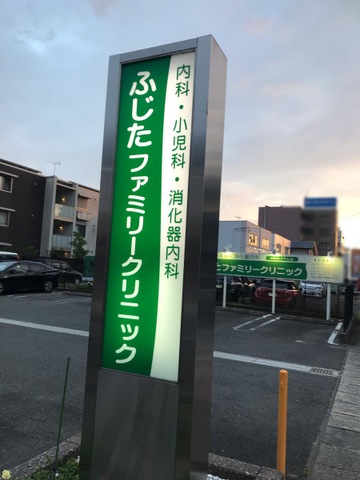 内科・小児科・消化器内科
ふじたファミリークリニック
たファミリークリニック